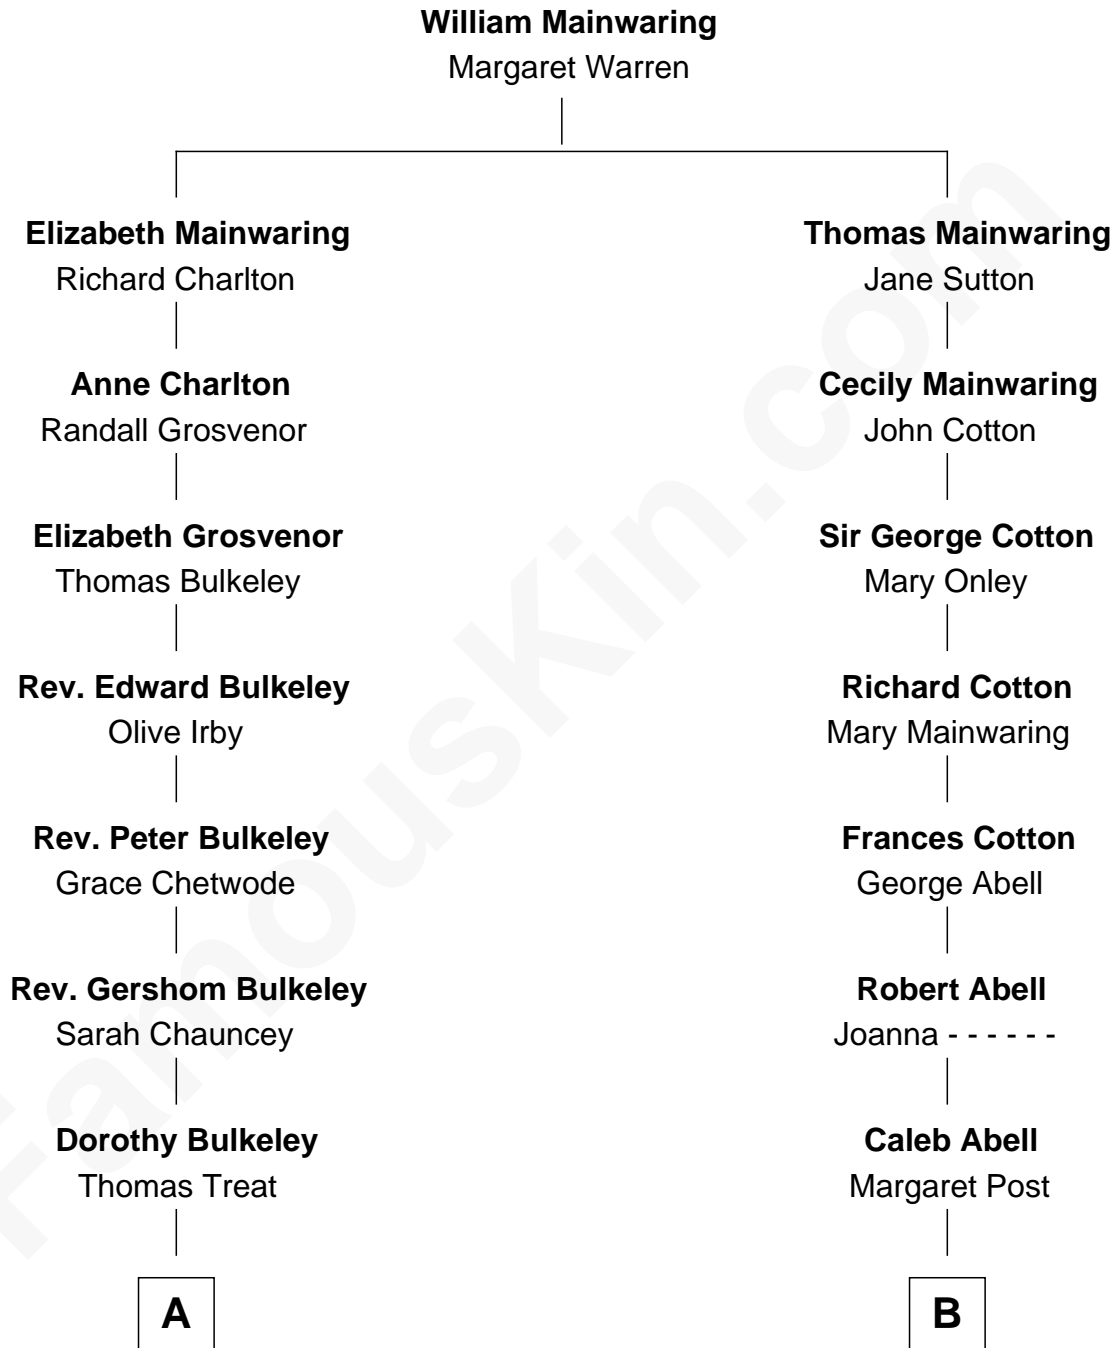 William Mainwaring
Margaret Warren
Elizabeth Mainwaring
Richard Charlton
Thomas Mainwaring
Jane Sutton
Anne Charlton
Randall Grosvenor
Cecily Mainwaring
John Cotton
Elizabeth Grosvenor
Thomas Bulkeley
Sir George Cotton
Mary Onley
Rev. Edward Bulkeley
Olive Irby
Richard Cotton
Mary Mainwaring
Rev. Peter Bulkeley
Grace Chetwode
Frances Cotton
George Abell
Rev. Gershom Bulkeley
Sarah Chauncey
Robert Abell
Joanna - - - - - -
Dorothy Bulkeley
Thomas Treat
Caleb Abell
Margaret Post
A
B
FamousKin.com